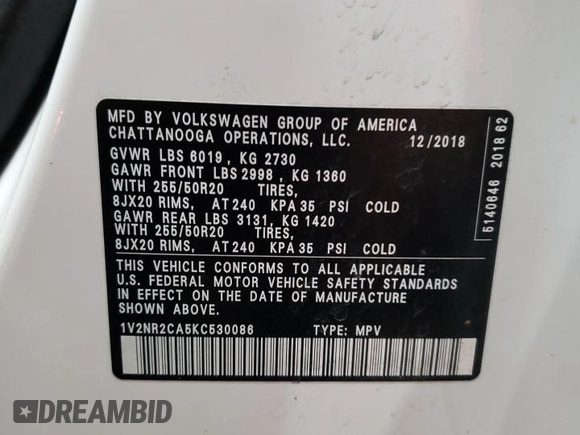 MFD BY VOLKSWAGEN GROUP OF AMERICA
CHATTANOOGA OPERATIONS, LLC. 12/2018
GVWR LBS 6019, KG 2730
GAWR FRONT LBS 2998, KG 1360
WITH 255/50R20 TIRES,
8JX20 RIMS, AT 240 KPA 35 PSI COLD
GAWR REAR LBS 3131, KG 1420
WITH 255/50R20 TIRES,
8JX20 RIMS, AT 240 KPA 35 PSI COLD
THIS VEHICLE CONFORMS TO ALL APPLICABLE
U.S. FEDERAL MOTOR VEHICLE SAFETY STANDARDS
IN EFFECT ON THE DATE OF MANUFACTURE
SHOWN ABOVE.
1V2NR2CA5KC530086 TYPE: MPV
5140646 2018 62
DREAMBID